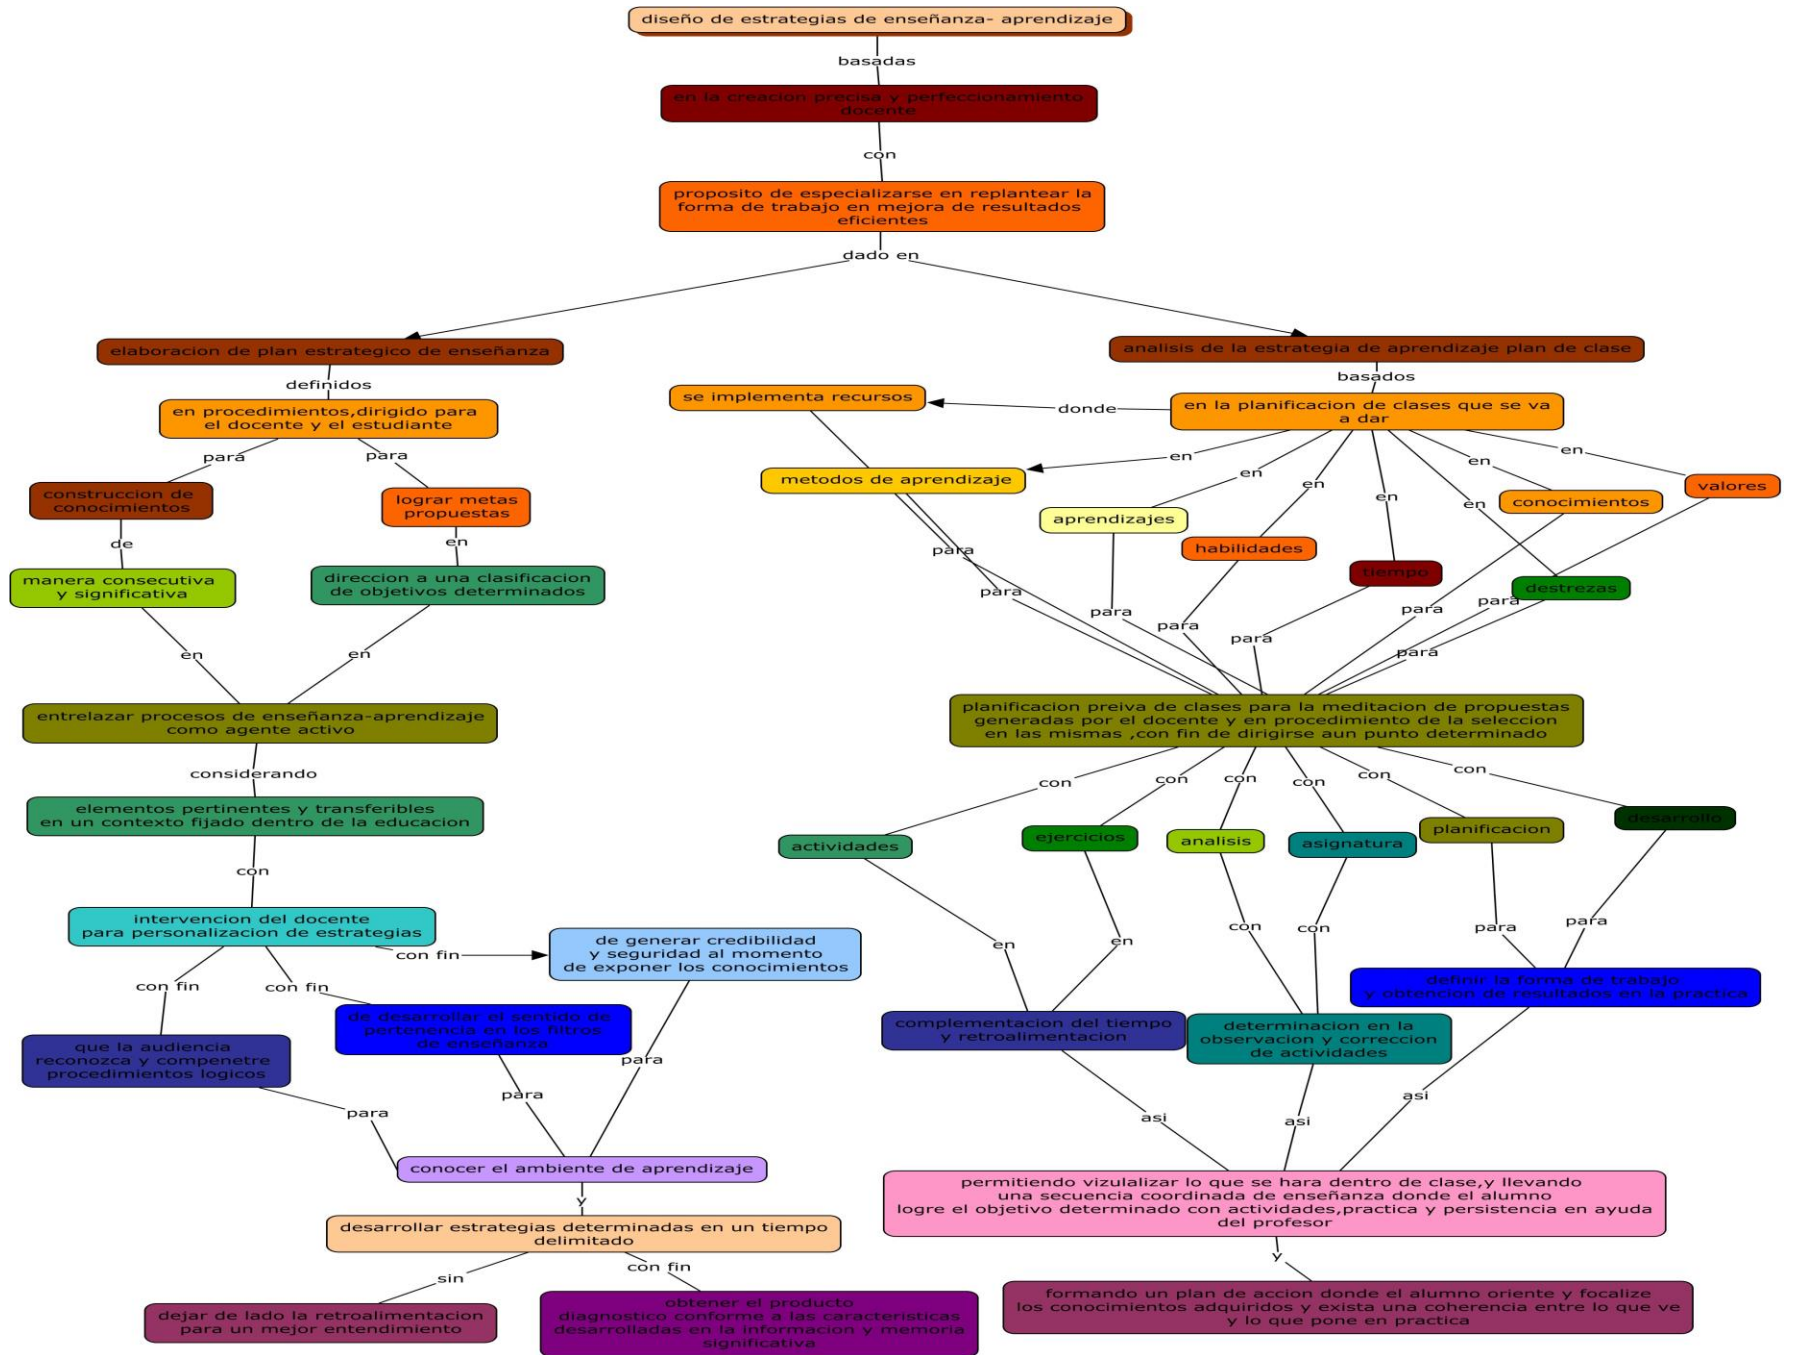 diseño de estrategias de enseñanza- aprendizaje
basadas
en la creacion precisa y perfeccionamiento
docente
con
proposito de especializarse en replantear la
forma de trabajo en mejora de resultados
eficientes
dado en
elaboracion de plan estrategico de enseñanza
definidos
en procedimientos,dirigido para
el docente y el estudiante
para
para
construccion de
conocimientos
lograr metas
propuestas
de
en
manera consecutiva
y significativa
direccion a una clasificacion
de objetivos determinados
en
en
entrelazar procesos de enseñanza-aprendizaje
como agente activo
considerando
elementos pertinentes y transferibles
en un contexto fijado dentro de la educacion
con
intervencion del docente
para personalizacion de estrategias
con fin
de generar credibilidad
y seguridad al momento
de exponer los conocimientos
con fin
con fin
de desarrollar el sentido de
pertenencia en los filtros
de enseñanza
que la audiencia
reconozca y compenetre
procedimientos logicos
para
para
para
conocer el ambiente de aprendizaje
y
desarrollar estrategias determinadas en un tiempo
delimitado
sin
con fin
dejar de lado la retroalimentacion
para un mejor entendimiento
obtener el producto
diagnostico conforme a las caracteristicas
desarrolladas en la informacion y memoria
significativa
analisis de la estrategia de aprendizaje plan de clase
basados
en la planificacion de clases que se va
a dar
donde
se implementa recursos
en
en
en
en
en
en
en
metodos de aprendizaje
aprendizajes
habilidades
tiempo
destrezas
conocimientos
valores
para
para
para
para
para
para
para
para
planificacion preiva de clases para la meditacion de propuestas
generadas por el docente y en procedimiento de la seleccion
en las mismas ,con fin de dirigirse aun punto determinado
con
con
con
con
con
con
actividades
ejercicios
analisis
asignatura
planificacion
desarrollo
en
en
con
con
para
para
complementacion del tiempo
y retroalimentacion
determinacion en la
observacion y correccion
de actividades
definir la forma de trabajo
y obtencion de resultados en la practica
asi
asi
asi
permitiendo vizulalizar lo que se hara dentro de clase,y llevando
una secuencia coordinada de enseñanza donde el alumno
logre el objetivo determinado con actividades,practica y persistencia en ayuda
del profesor
y
formando un plan de accion donde el alumno oriente y focalize
los conocimientos adquiridos y exista una coherencia entre lo que ve
y lo que pone en practica